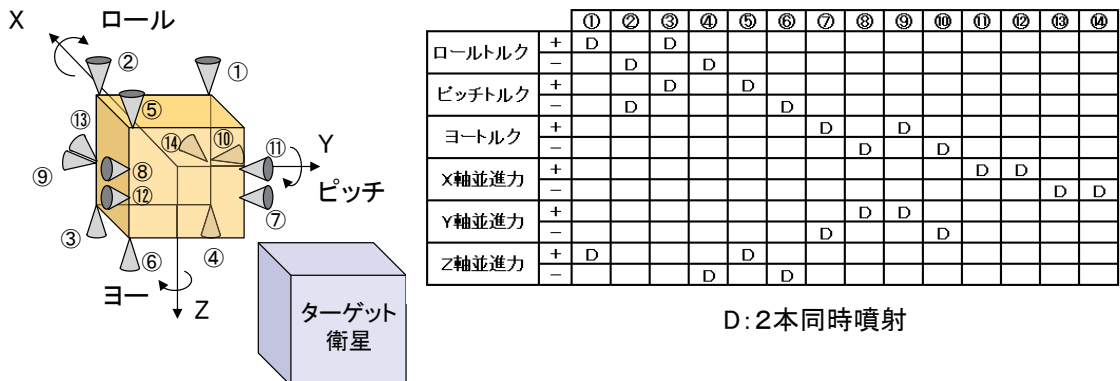 X
ロール
②
①
⑤
⑬
⑭
⑩
⑪
Y
⑧
⑨
ピッチ
⑫
⑦
③
④
⑥
ヨー
Z
ターゲット
衛星
① ② ③ ④ ⑤ ⑥ ⑦ ⑧ ⑨ ⑩ ⑪ ⑫ ⑬ ⑭
ロールトルク + D D
− D D
ピッチトルク + D D
− D D
ヨートルク + D D
− D D
X軸並進力 + D D
− D D
Y軸並進力 + D D
− D D
Z軸並進力 + D D
− D D
D:2本同時噴射